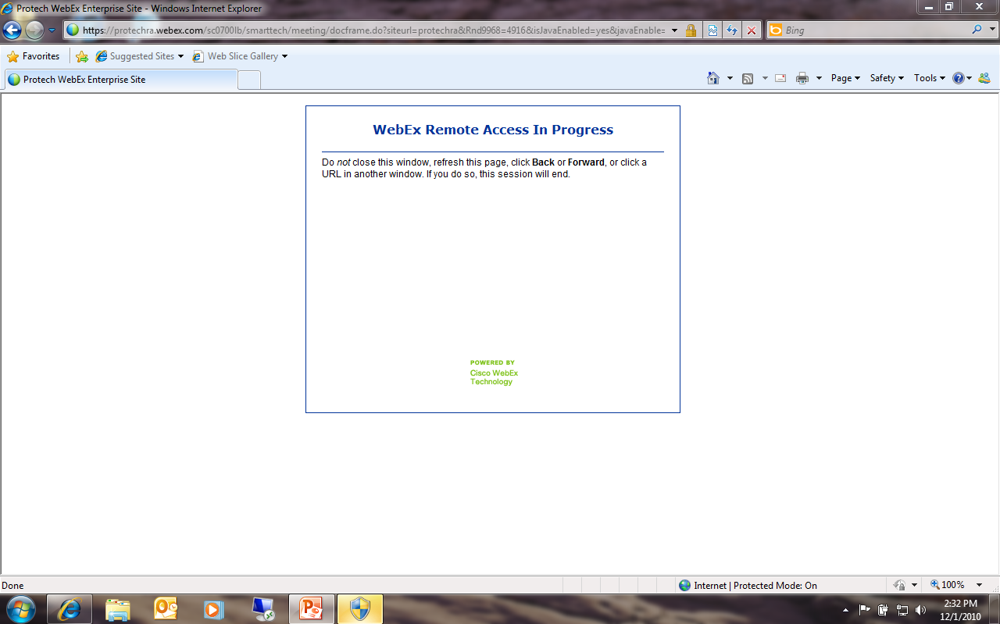 Protech WebEx Enterprise Site - Windows Internet Explorer
https://protechra.webex.com/sc0700lb/smarttech/meeting/docframe.do?siteurl=protechra&Rnd9968=4916&isJavaEnabled=yes&javaEnable=
Bing
Favorites
Suggested Sites
Web Slice Gallery
Protech WebEx Enterprise Site
Page
Safety
Tools
WebEx Remote Access In Progress
Do not close this window, refresh this page, click Back or Forward, or click a
URL in another window. If you do so, this session will end.
POWERED BY
Cisco WebEx
Technology
Done
Internet | Protected Mode: On
100%
2:32 PM
12/1/2010